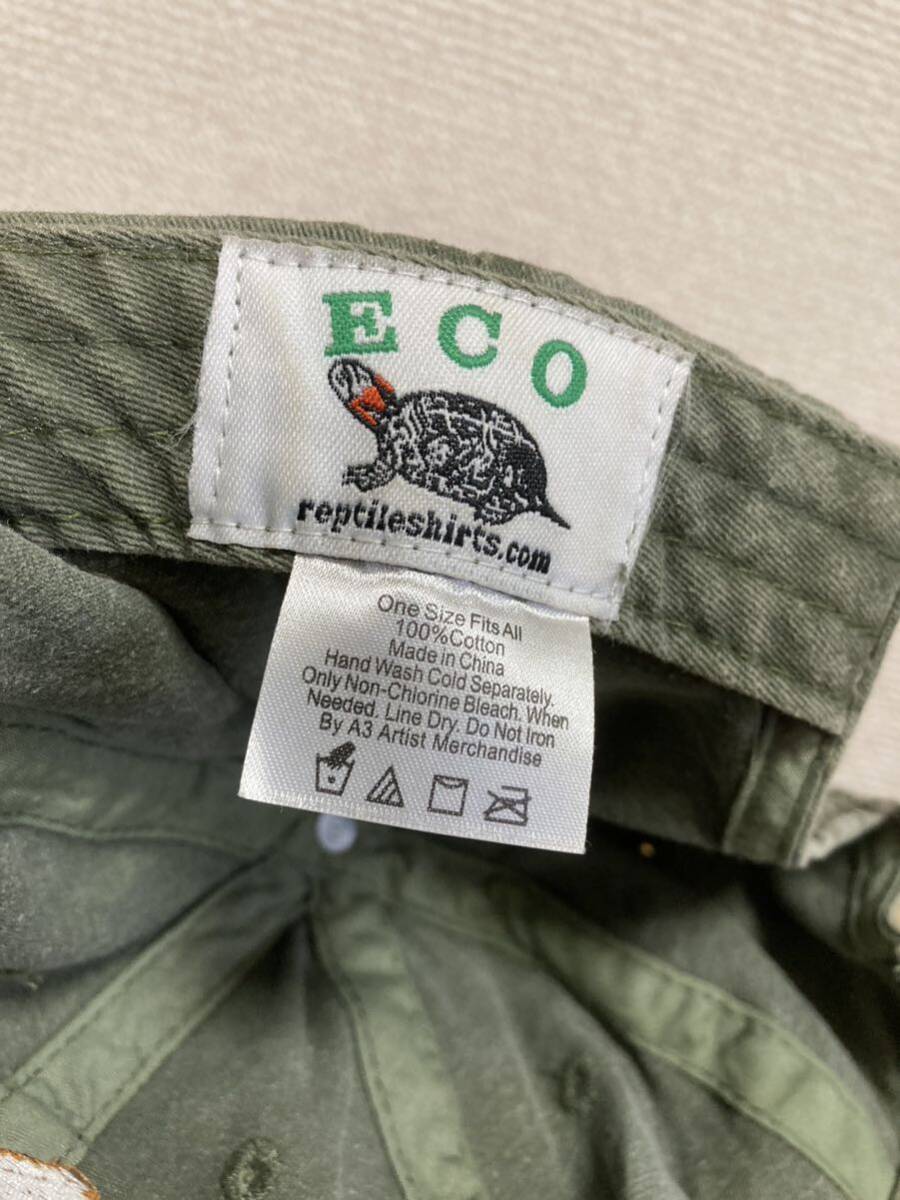 ECO
reptileshirts.com
One Size Fits All
100%Cotton
Made in China
Hand Wash Cold Separately.
Only Non-Chlorine Bleach. When
Needed. Line Dry. Do Not Iron
By A3 Artist Merchandise